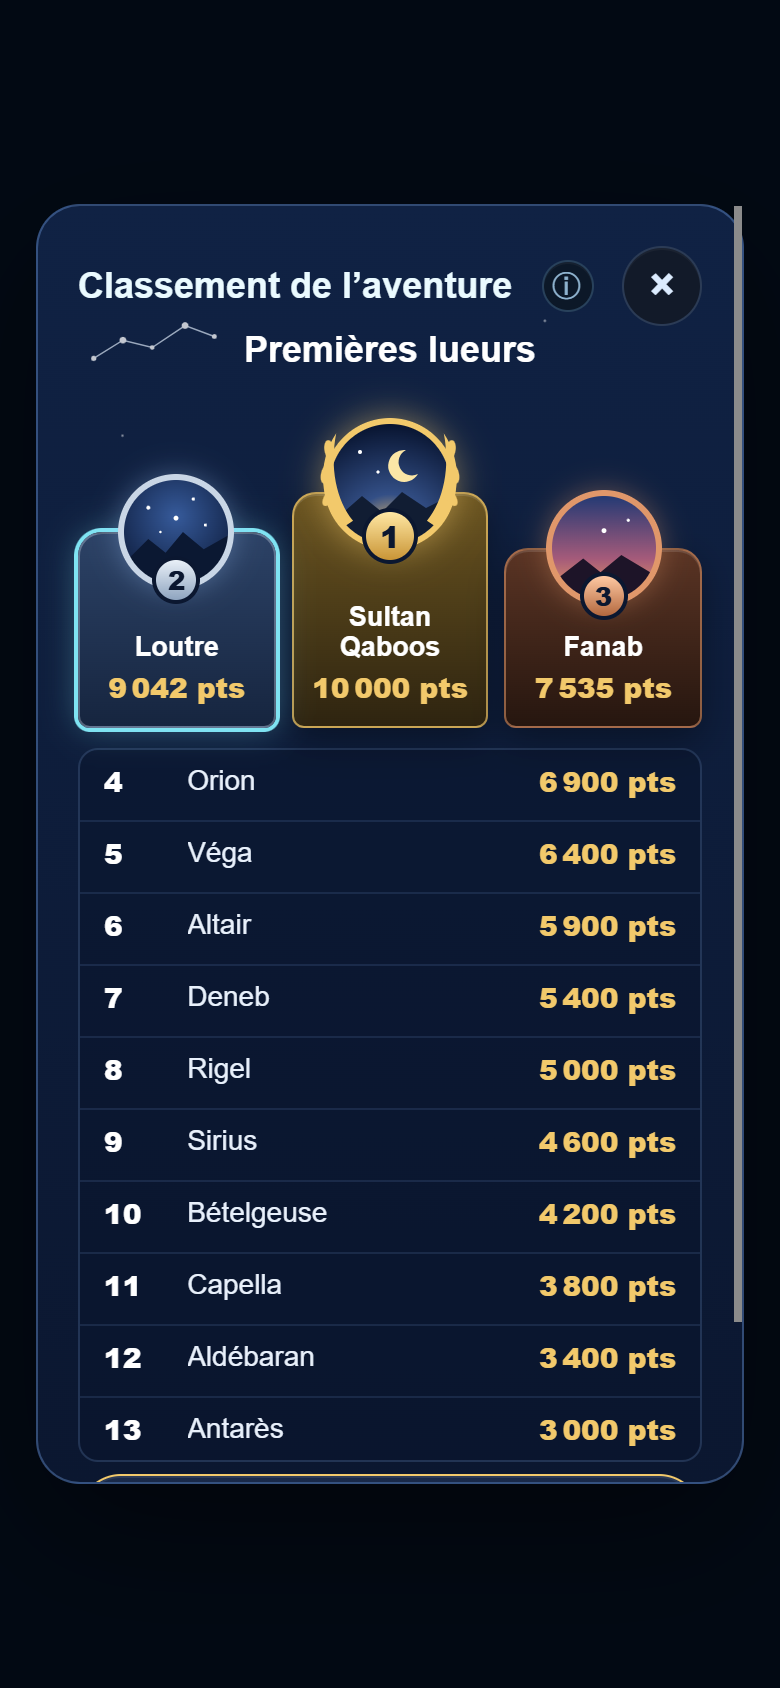 Classement de l’aventure ⓘ ×
Premières lueurs
2
Loutre
9 042 pts
1
Sultan
Qaboos
10 000 pts
3
Fanab
7 535 pts
4 Orion 6 900 pts
5 Véga 6 400 pts
6 Altair 5 900 pts
7 Deneb 5 400 pts
8 Rigel 5 000 pts
9 Sirius 4 600 pts
10 Bételgeuse 4 200 pts
11 Capella 3 800 pts
12 Aldébaran 3 400 pts
13 Antarès 3 000 pts